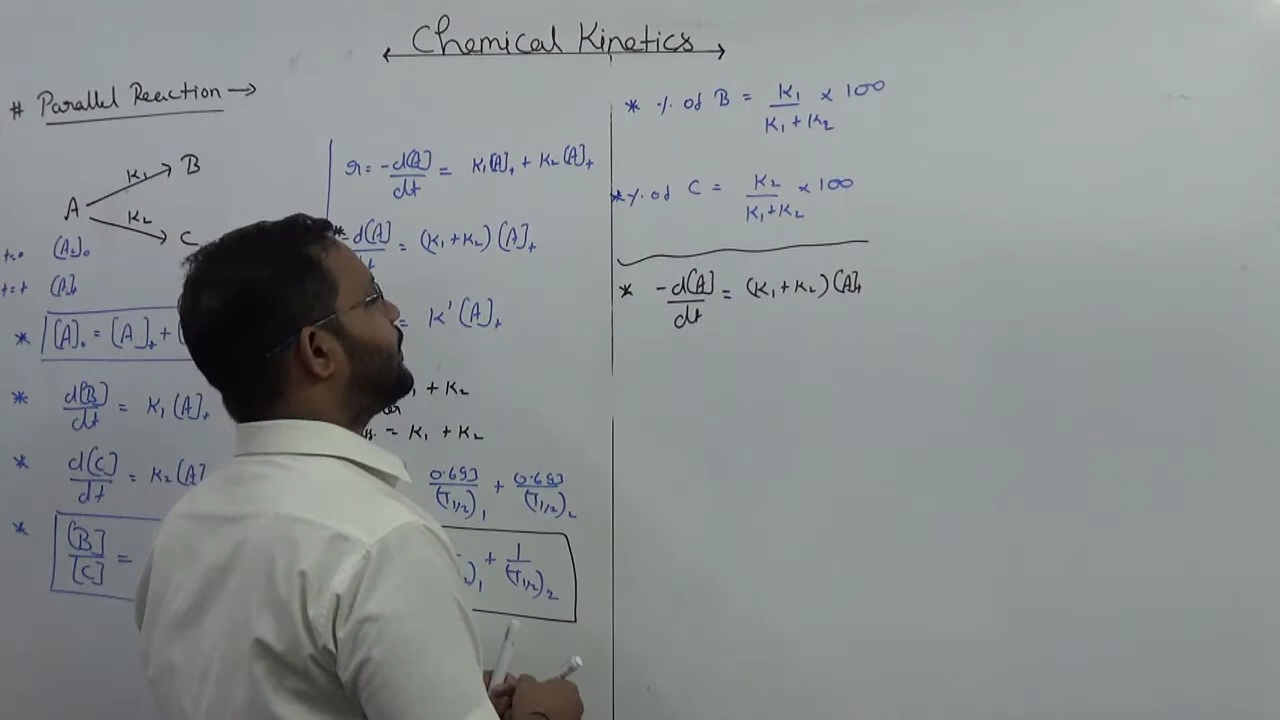 Chemical Kinetics
# Parallel Reaction →
K₁ B
A
K₂ C
t=0 [A]₀
t=t [A]t
* [A]₀ = [A]t +
* d[B]/dt = K₁[A]t
* d[C]/dt = K₂[A]
* [B]/[C] =
r = -d[A]/dt = K₁[A]t + K₂[A]t
* -d[A]/dt = (K₁+K₂)[A]t
= K'[A]t
+ K₂
= K₁ + K₂
0.693/(T1/2)₁ + 0.693/(T1/2)₂
+ 1/(T1/2)₂
* % of B = K₁/(K₁+K₂) × 100
* % of C = K₂/(K₁+K₂) × 100
* -d[A]/dt = (K₁+K₂)[A]t